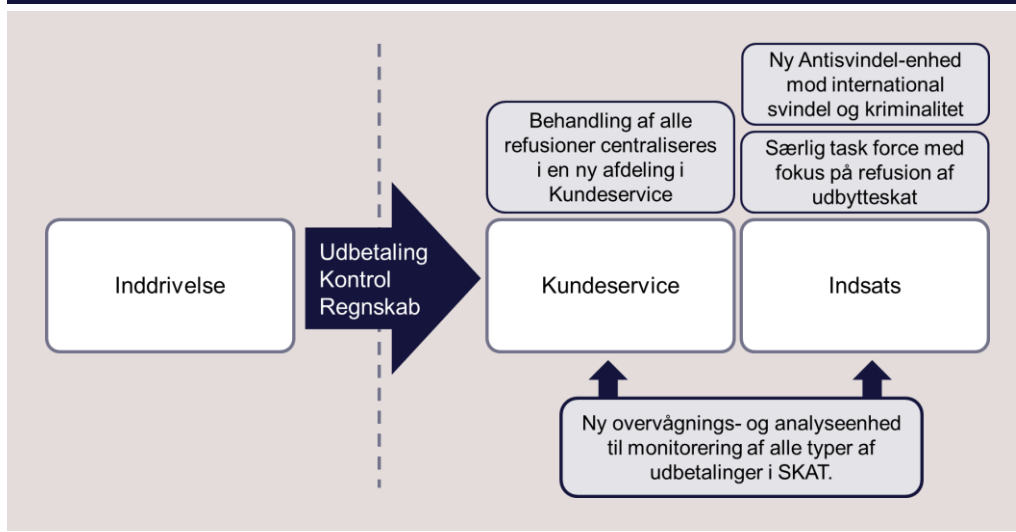 Ny Antisvindel-enhed
mod international
svindel og kriminalitet
Behandling af alle
refusioner centraliseres
i en ny afdeling i
Kundeservice
Særlig task force med
fokus på refusion af
udbytteskat
Inddrivelse
Udbetaling
Kontrol
Regnskab
Kundeservice
Indsats
Ny overvågnings- og analyseenhed
til monitorering af alle typer af
udbetalinger i SKAT.